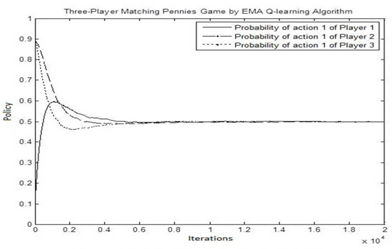 Three-Player Matching Pennies Game by EMA Q-learning Algorithm
Probability of action 1 of Player 1
Probability of action 1 of Player 2
Probability of action 1 of Player 3
1
0.9
0.8
0.7
0.6
0.5
0.4
0.3
0.2
0.1
0
Policy
0 0.2 0.4 0.6 0.8 1 1.2 1.4 1.6 1.8 2
Iterations
x 10^4